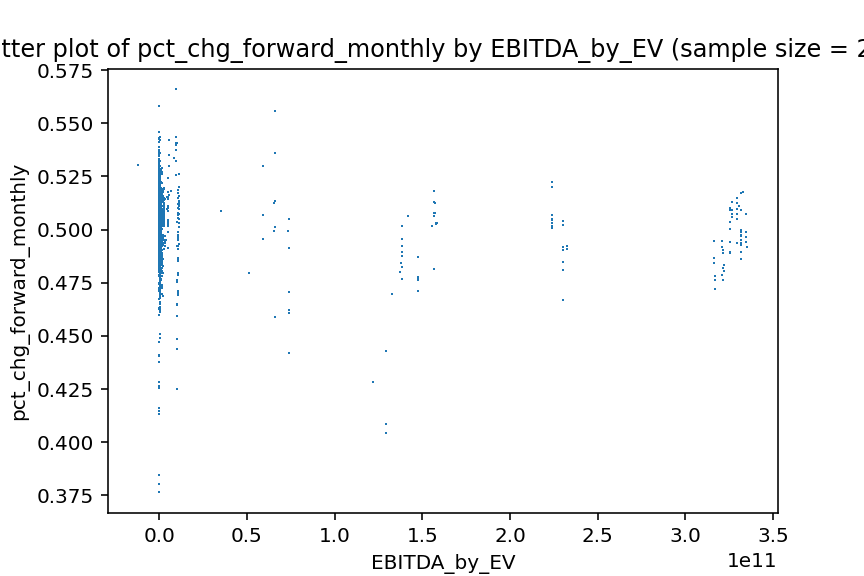 tter plot of pct_chg_forward_monthly by EBITDA_by_EV (sample size = 2
0.575
0.550
0.525
0.500
0.475
0.450
0.425
0.400
0.375
pct_chg_forward_monthly
0.0 0.5 1.0 1.5 2.0 2.5 3.0 3.5
1e11
EBITDA_by_EV